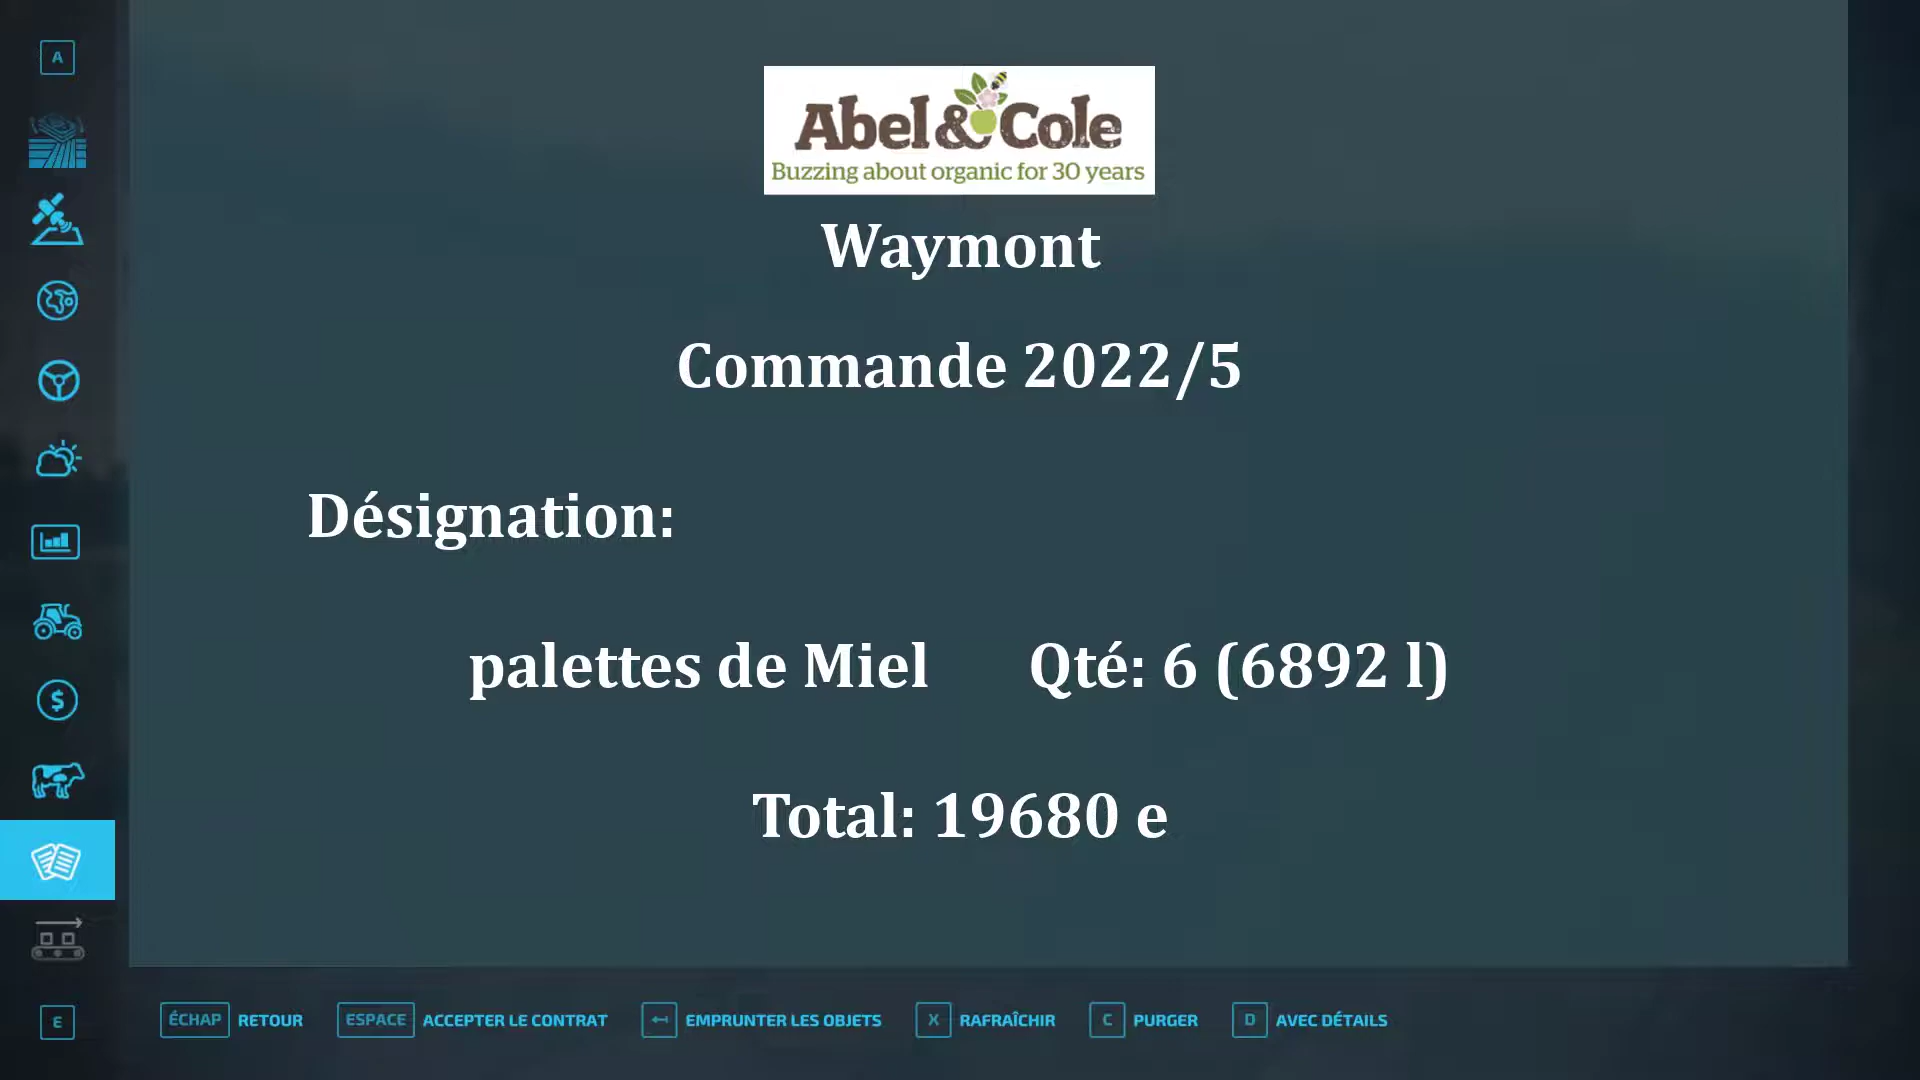 A
Abel & Cole
Buzzing about organic for 30 years
Waymont
Commande 2022/5
Désignation:
palettes de Miel Qté: 6 (6892 l)
Total: 19680 e
E
ÉCHAP RETOUR ESPACE ACCEPTER LE CONTRAT EMPRUNTER LES OBJETS X RAFRAÎCHIR C PURGER D AVEC DÉTAILS